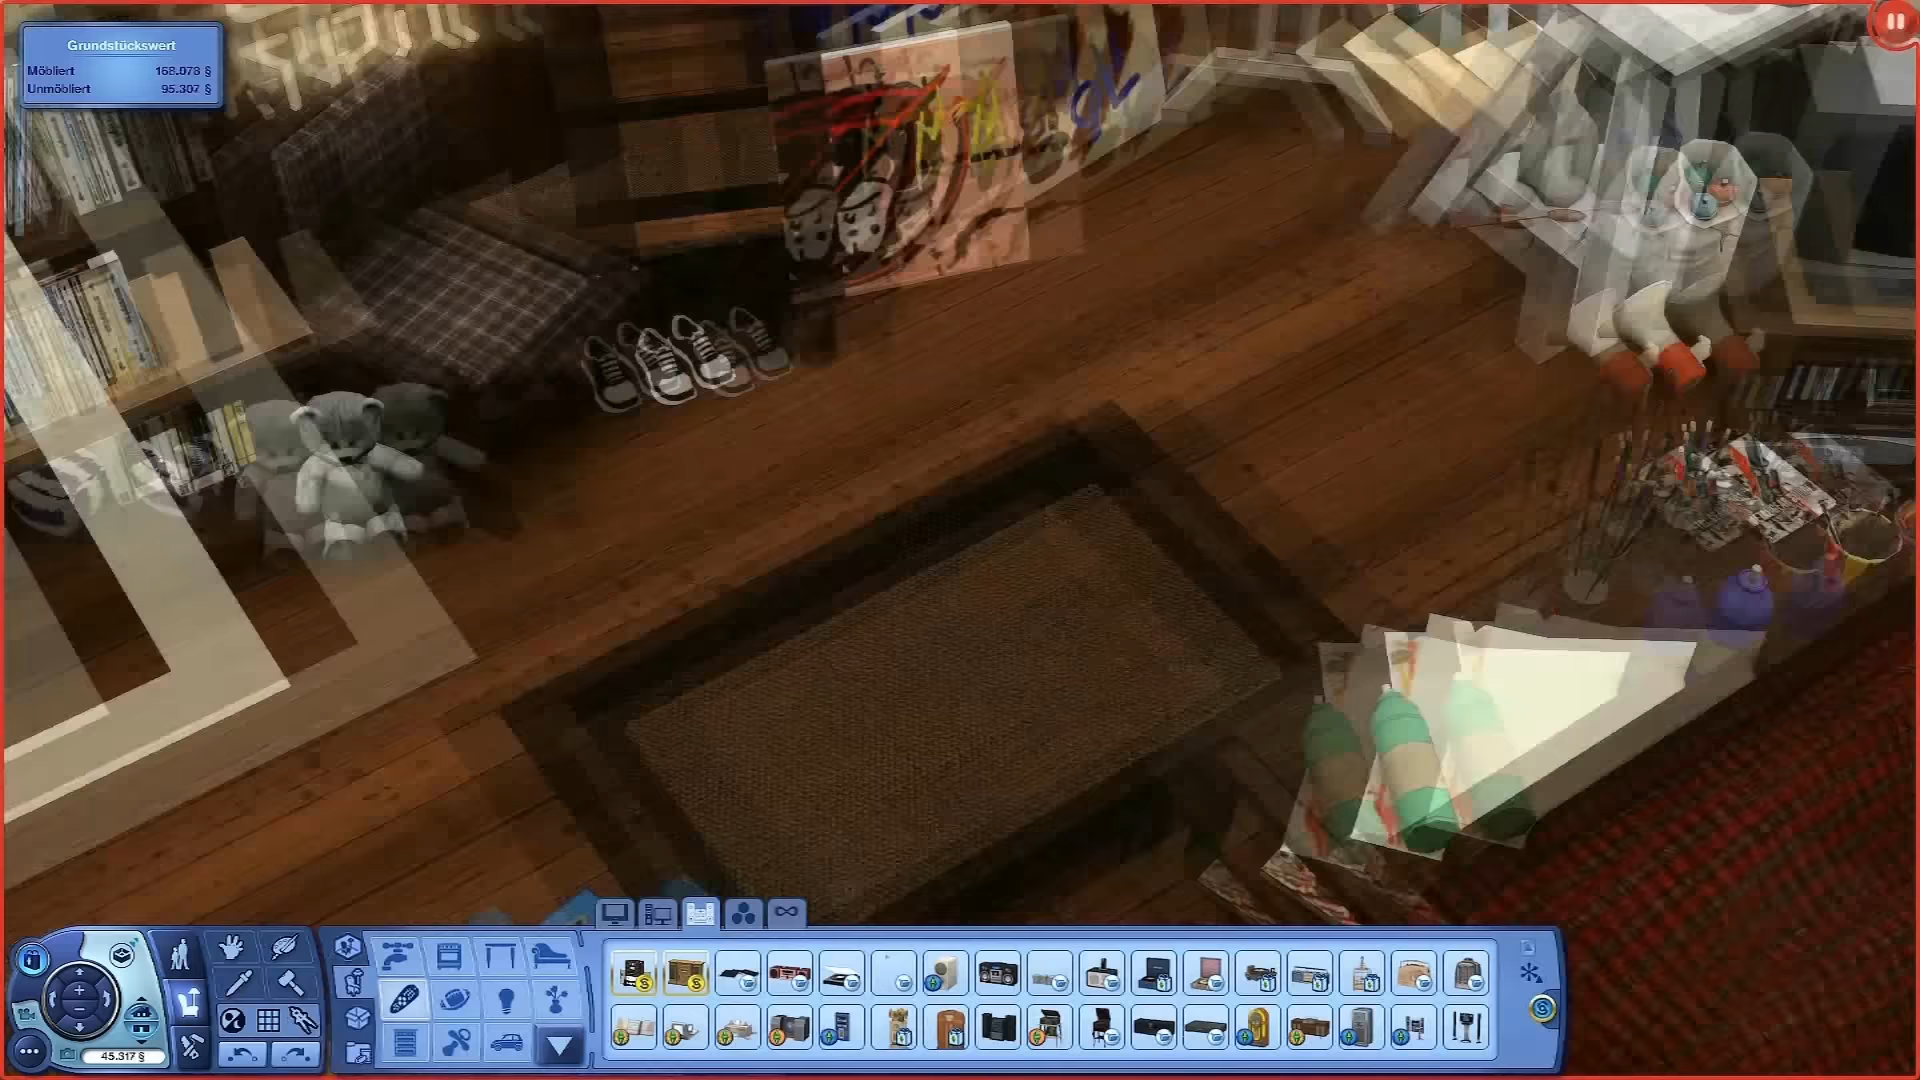 Grundstückswert
Möbliert 168.078 §
Unmöbliert 95.307 §
45.317 §